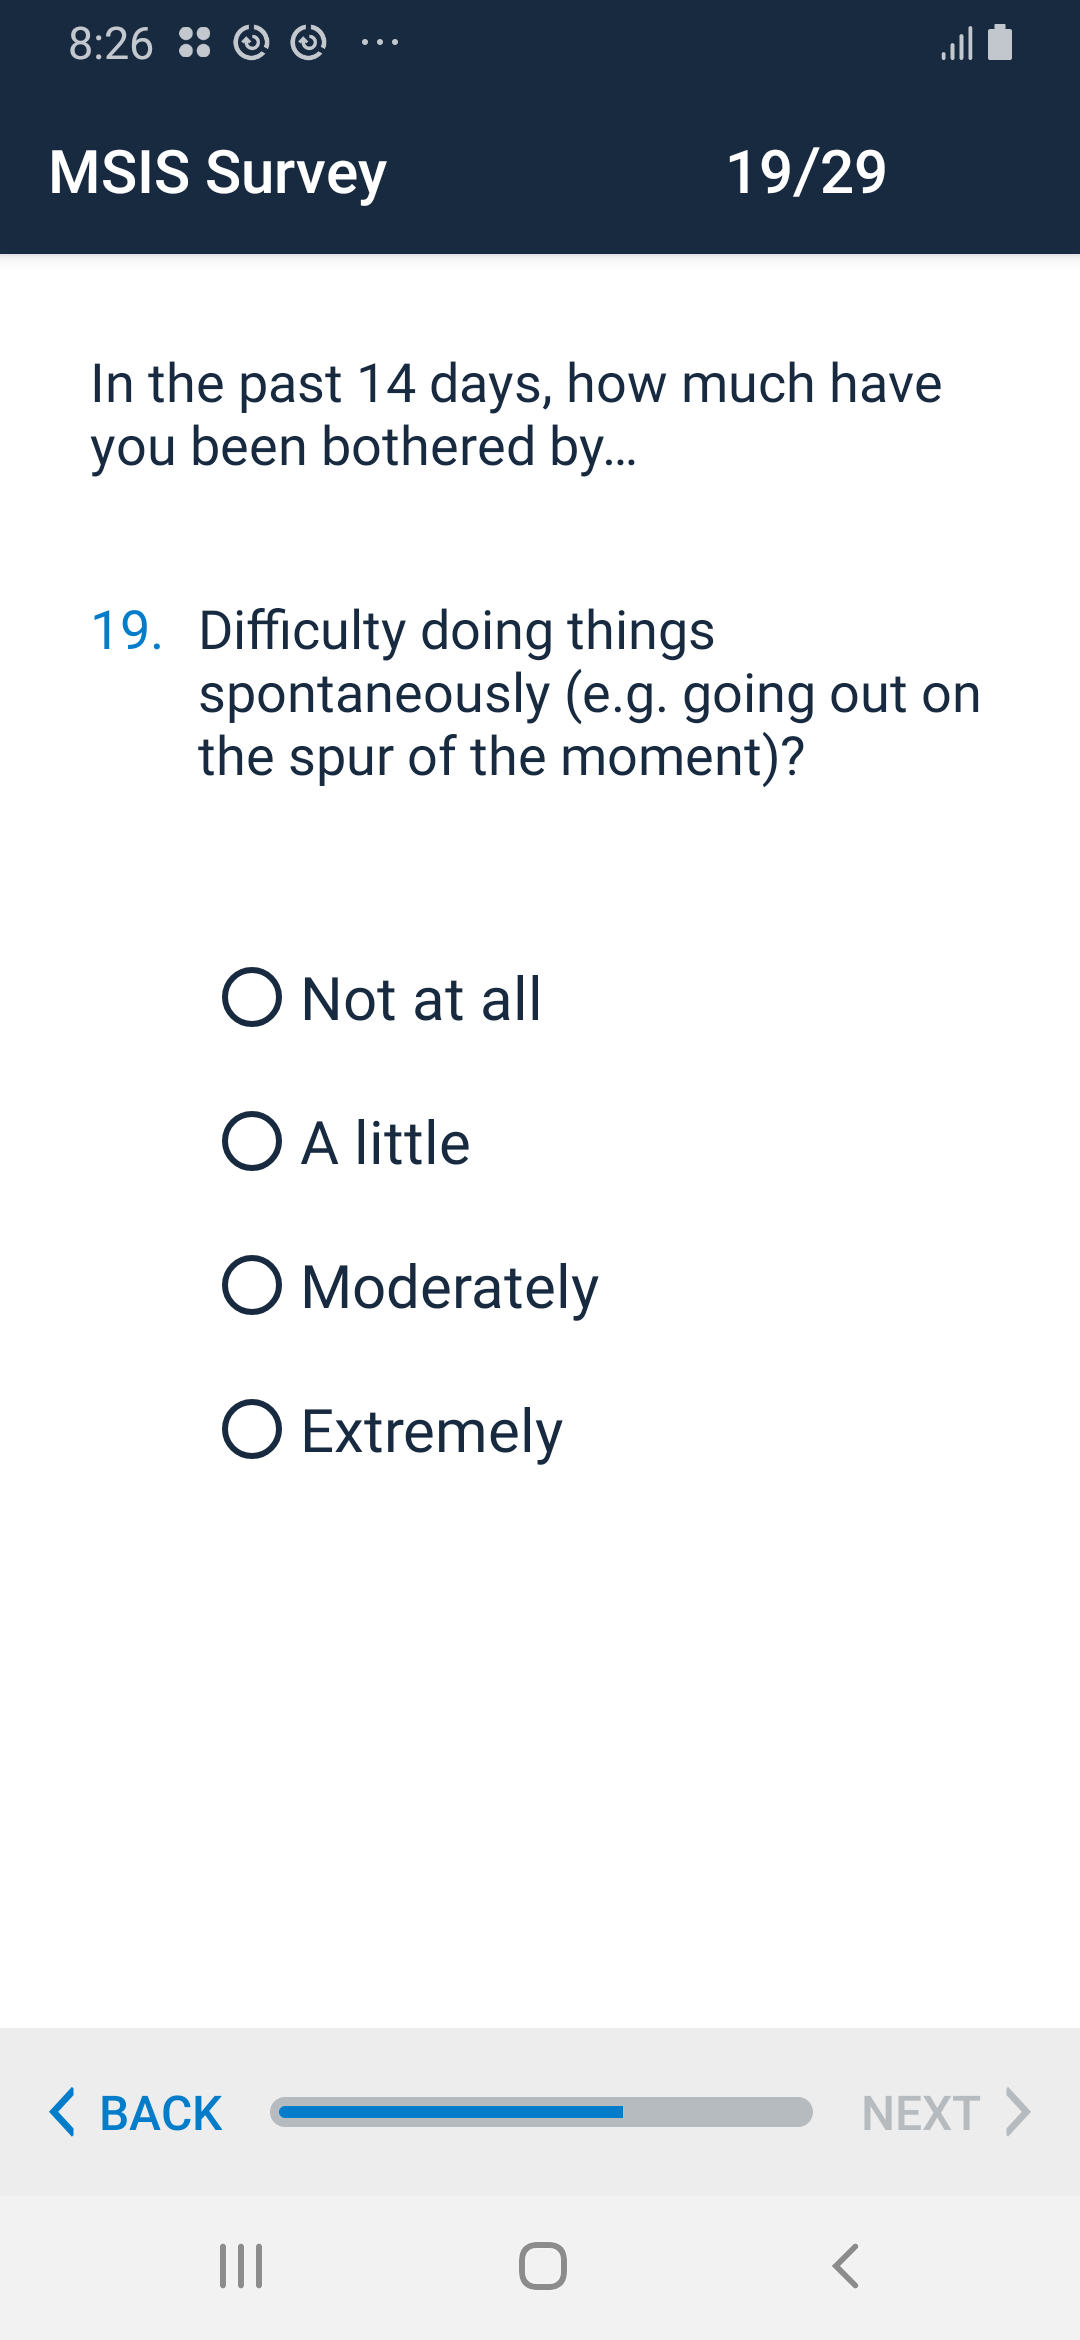 8:26
MSIS Survey 19/29
In the past 14 days, how much have
you been bothered by...
19. Difficulty doing things
spontaneously (e.g. going out on
the spur of the moment)?
Not at all
A little
Moderately
Extremely
BACK NEXT